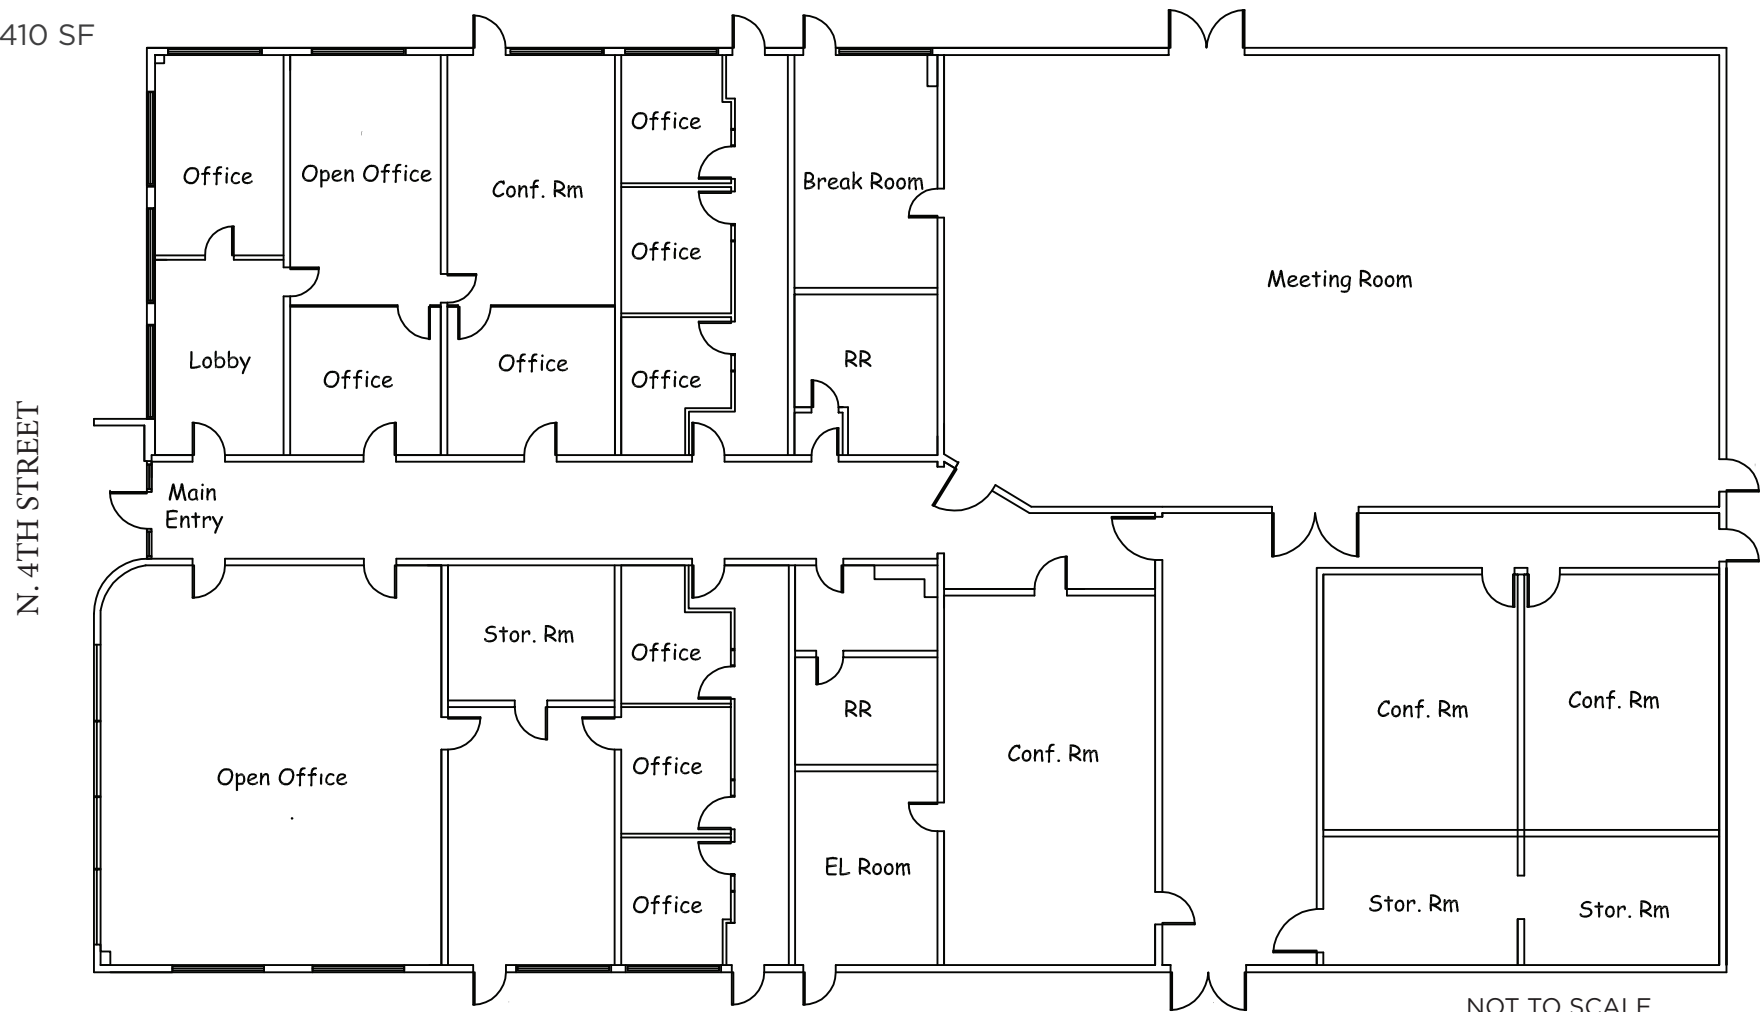 410 SF
Office
Open Office
Conf. Rm
Office
Office
Office
Break Room
Meeting Room
RR
Lobby
Office
Office
N. 4TH STREET
Main
Entry
Open Office
Stor. Rm
Office
Office
Office
RR
EL Room
Conf. Rm
Conf. Rm
Conf. Rm
Stor. Rm
Stor. Rm
NOT TO SCALE